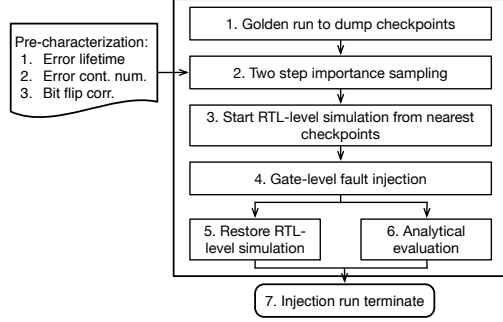 Pre-characterization:
1. Error lifetime
2. Error cont. num.
3. Bit flip corr.
1. Golden run to dump checkpoints
2. Two step importance sampling
3. Start RTL-level simulation from nearest
checkpoints
4. Gate-level fault injection
5. Restore RTL-
level simulation
6. Analytical
evaluation
7. Injection run terminate